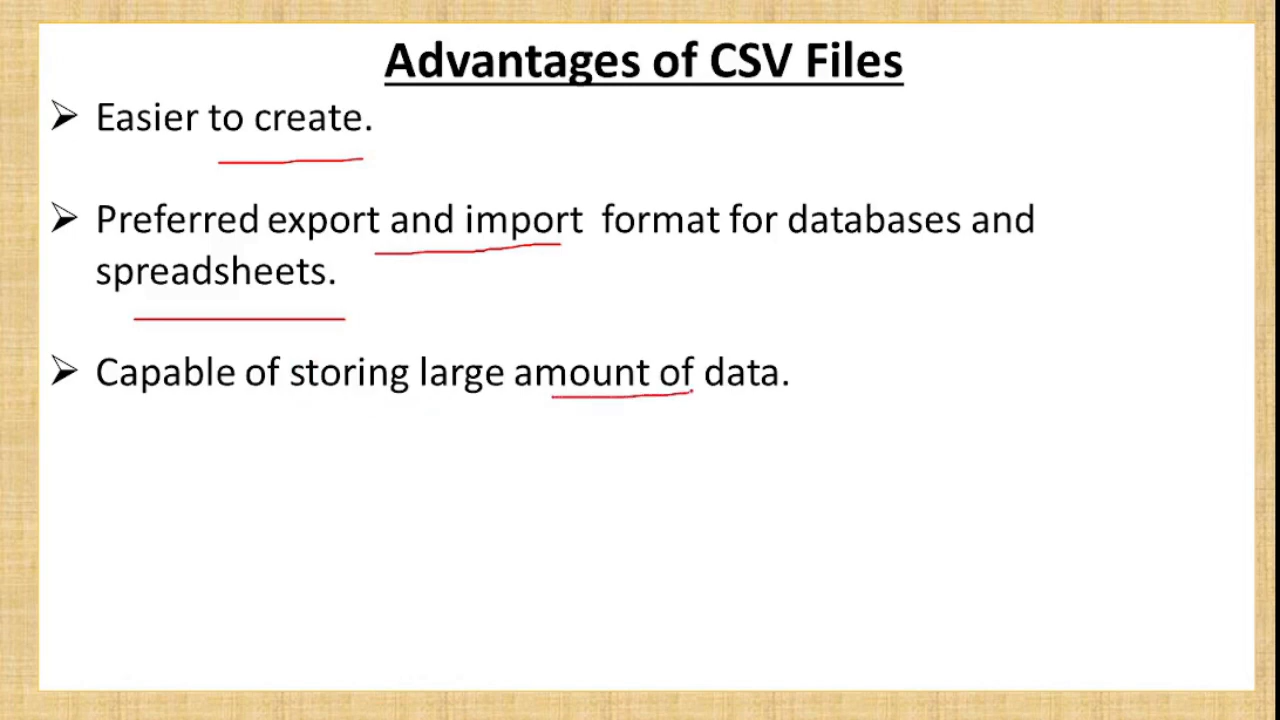 Advantages of CSV Files
➢ Easier to create.
➢ Preferred export and import format for databases and
spreadsheets.
➢ Capable of storing large amount of data.